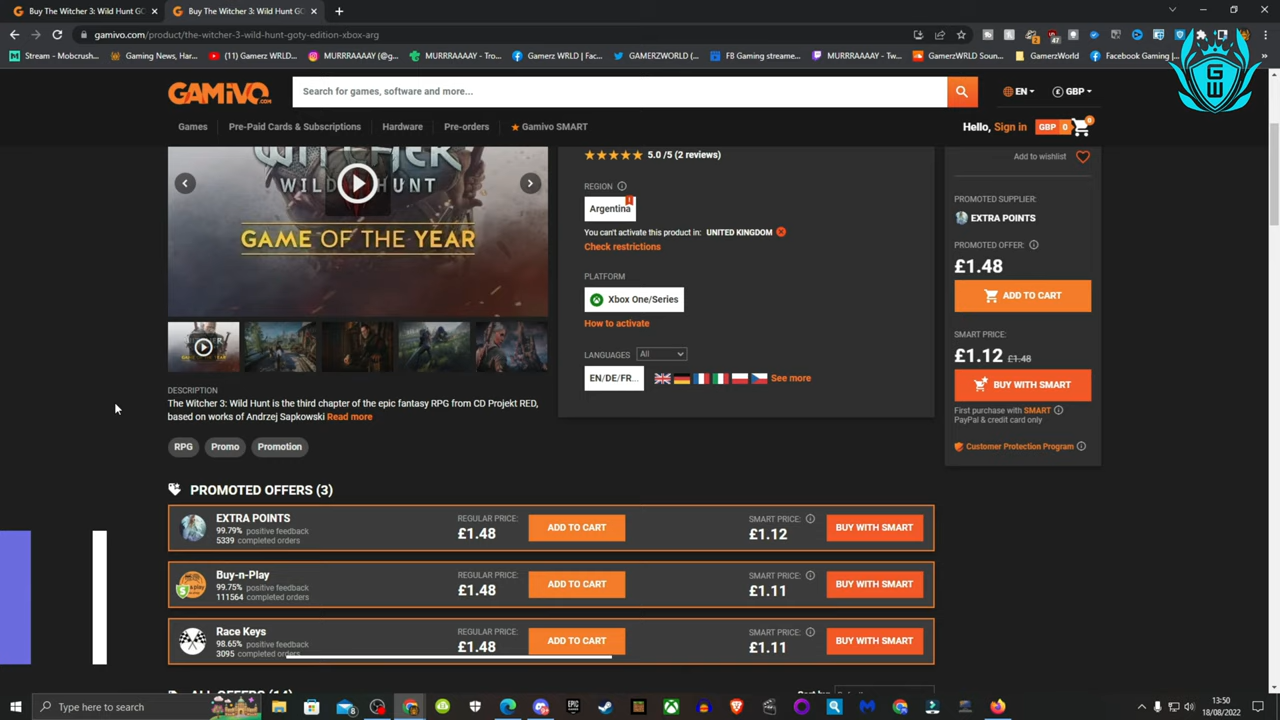 Buy The Witcher 3: Wild Hunt GO
Buy The Witcher 3: Wild Hunt GO
gamivo.com/product/the-witcher-3-wild-hunt-goty-edition-xbox-arg
Stream - Mobcrush...
Gaming News, Har...
(11) Gamerz WRLD...
MURRRAAAY (@g...
MURRRAAAY - Tro...
Gamerz WRLD | Fac...
GAMERZWORLD (...
FB Gaming streame...
MURRRAAAY - Tw...
GamerzWRLD Soun...
GamerzWorld
Facebook Gaming |...
GW
GAMIVO.COM
Search for games, software and more...
EN
GBP
Games
Pre-Paid Cards & Subscriptions
Hardware
Pre-orders
Gamivo SMART
Hello, Sign in
GBP 0
0
WITCHER
WILD HUNT
GAME OF THE YEAR
5.0 /5 (2 reviews)
REGION
Argentina
You can't activate this product in: UNITED KINGDOM
Check restrictions
PLATFORM
Xbox One/Series
How to activate
LANGUAGES All
EN/DE/FR...
See more
Add to wishlist
PROMOTED SUPPLIER:
EXTRA POINTS
PROMOTED OFFER:
£1.48
ADD TO CART
SMART PRICE:
£1.12 £1.48
BUY WITH SMART
First purchase with SMART
PayPal & credit card only
Customer Protection Program
DESCRIPTION
The Witcher 3: Wild Hunt is the third chapter of the epic fantasy RPG from CD Projekt RED,
based on works of Andrzej Sapkowski Read more
RPG
Promo
Promotion
PROMOTED OFFERS (3)
EXTRA POINTS
99.79% positive feedback
5339 completed orders
REGULAR PRICE:
£1.48
ADD TO CART
SMART PRICE:
£1.12
BUY WITH SMART
Buy-n-Play
99.75% positive feedback
111564 completed orders
REGULAR PRICE:
£1.48
ADD TO CART
SMART PRICE:
£1.11
BUY WITH SMART
Race Keys
98.65% positive feedback
3095 completed orders
REGULAR PRICE:
£1.48
ADD TO CART
SMART PRICE:
£1.11
BUY WITH SMART
ALL OFFERS (14)
Type here to search
13:50
18/08/2022